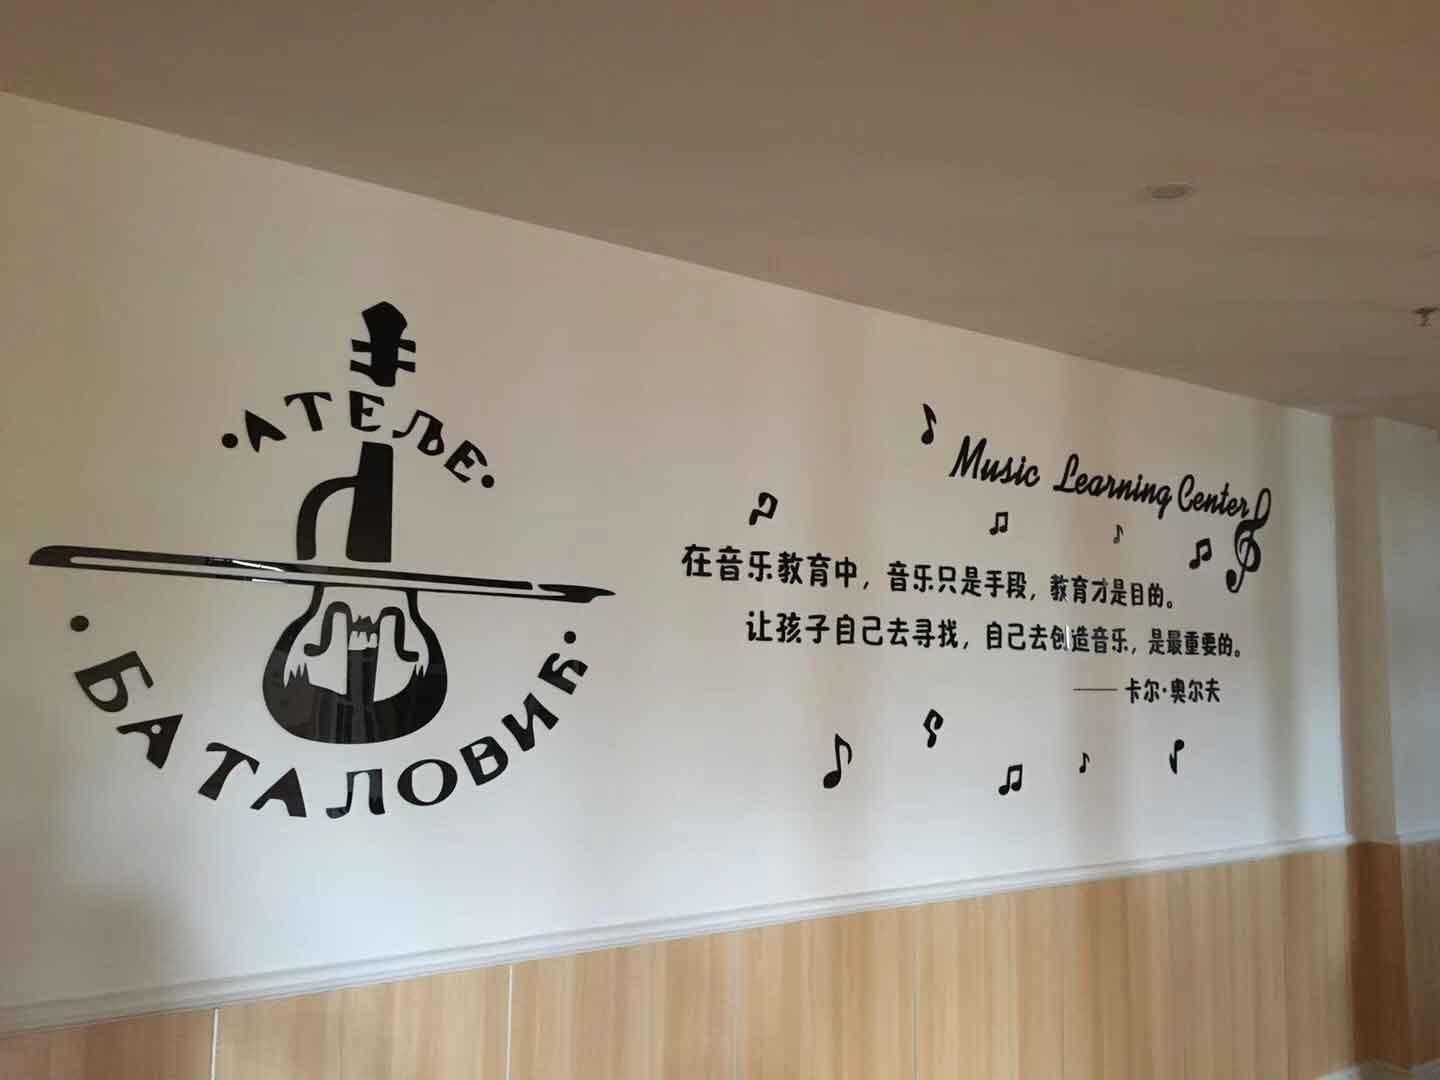 АТЕЉЕ
БАТАЛОВИЋ
Music Learning Center
在音乐教育中，音乐只是手段，教育才是目的。
让孩子自己去寻找，自己去创造音乐，是最重要的。
——卡尔·奥尔夫